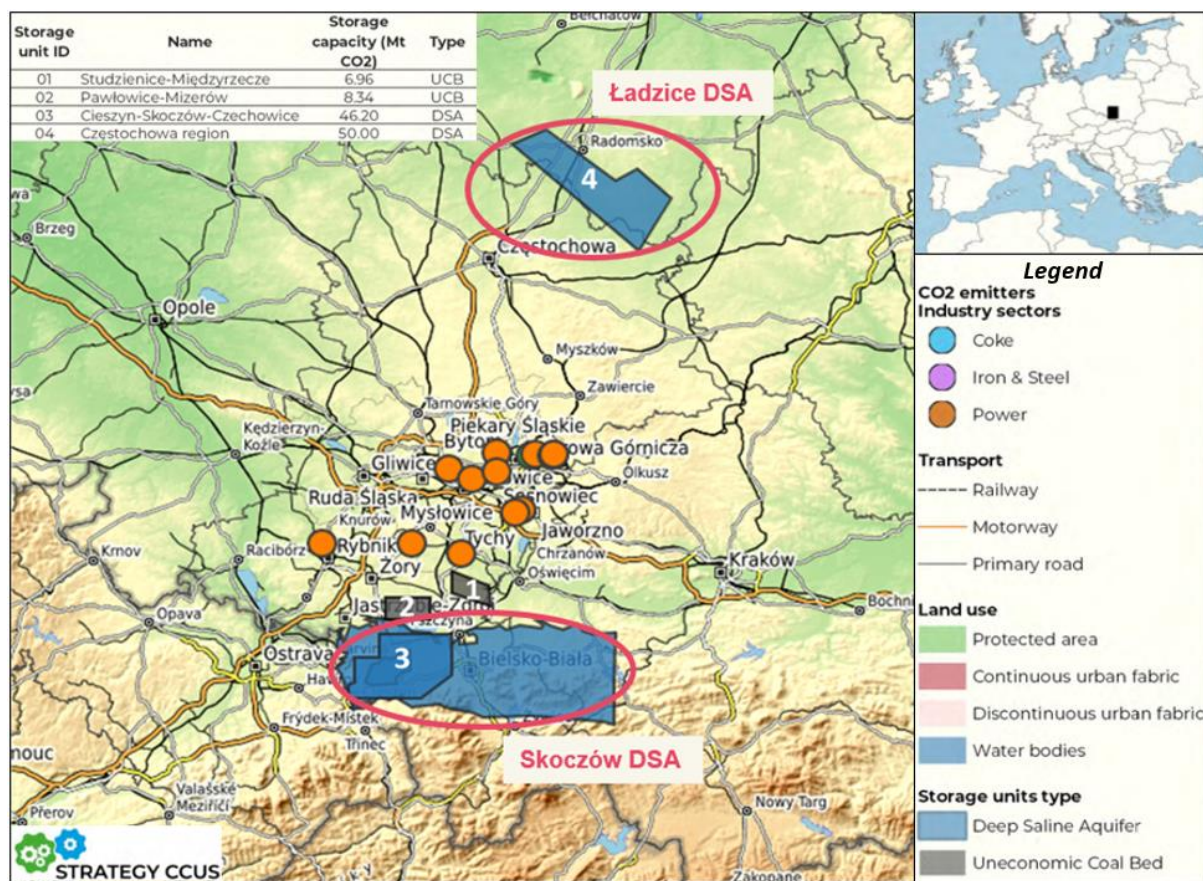 Storage unit ID Name Storage capacity (Mt CO2) Type
01 Studzienice-Międzyrzecze 6.96 UCB
02 Pawłowice-Mizerów 8.34 UCB
03 Cieszyn-Skoczów-Czechowice 46.20 DSA
04 Częstochowa region 50.00 DSA
Bełchatów
Ładzice DSA
Radomsko
4
Brzeg
Częstochowa
Opole
Myszków
Zawiercie
Tarnowskie Góry
Kędzierzyn-
Koźle
Piekary Śląskie
Gliwice
Olkusz
Ruda Śląska
Sosnowiec
Knurów
Mysłowice
Jaworzno
Krnov
Racibórz
Rybnik
Tychy
Chrzanów
Żory
Oświęcim
Kraków
1
Opava
2
3
Ostrava
Bielsko-Biała
Frýdek-Místek
Třinec
Skoczów DSA
Valašské
Meziříčí
Přerov
Nowy Targ
Zakopane
STRATEGY CCUS
Legend
CO2 emitters
Industry sectors
Coke
Iron & Steel
Power
Transport
Railway
Motorway
Primary road
Land use
Protected area
Continuous urban fabric
Discontinuous urban fabric
Water bodies
Storage units type
Deep Saline Aquifer
Uneconomic Coal Bed